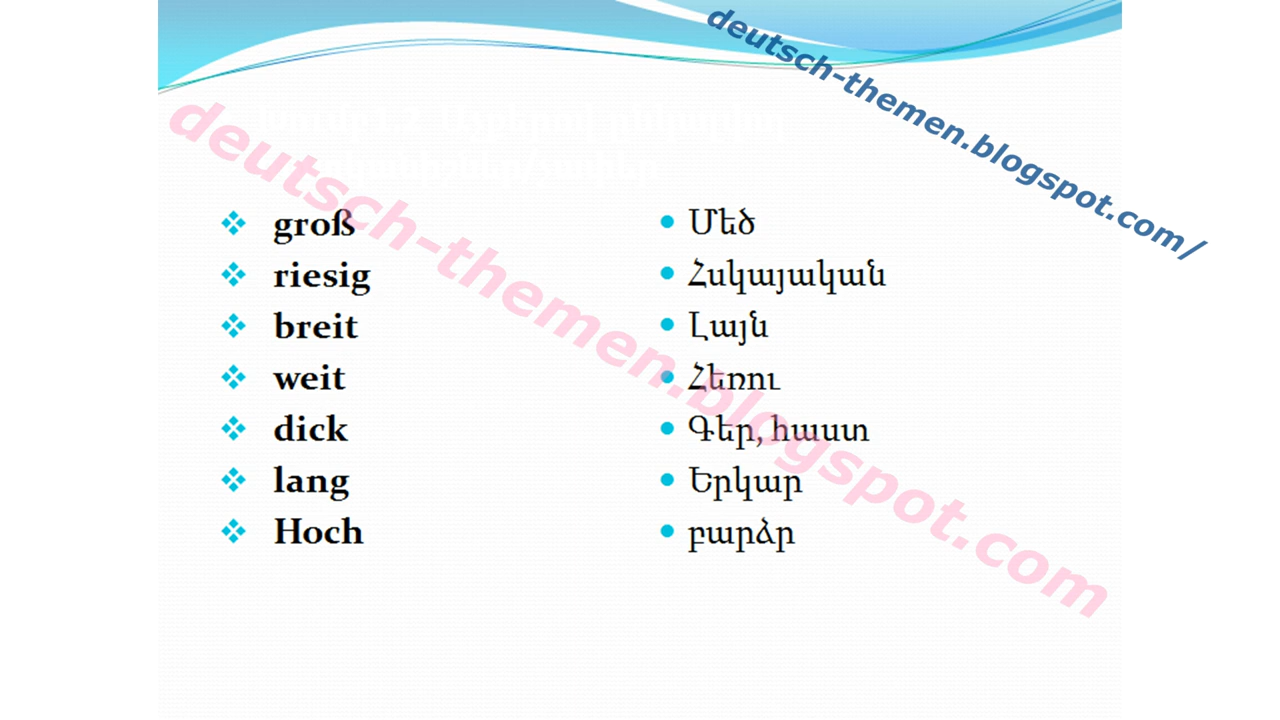 deutsch-themen.blogspot.com/
deutsch-themen.blogspot.com
groß
riesig
breit
weit
dick
lang
Hoch
Մեծ
Հսկայական
Լայն
Հեռու
Գեր, հաստ
Երկար
բարձր